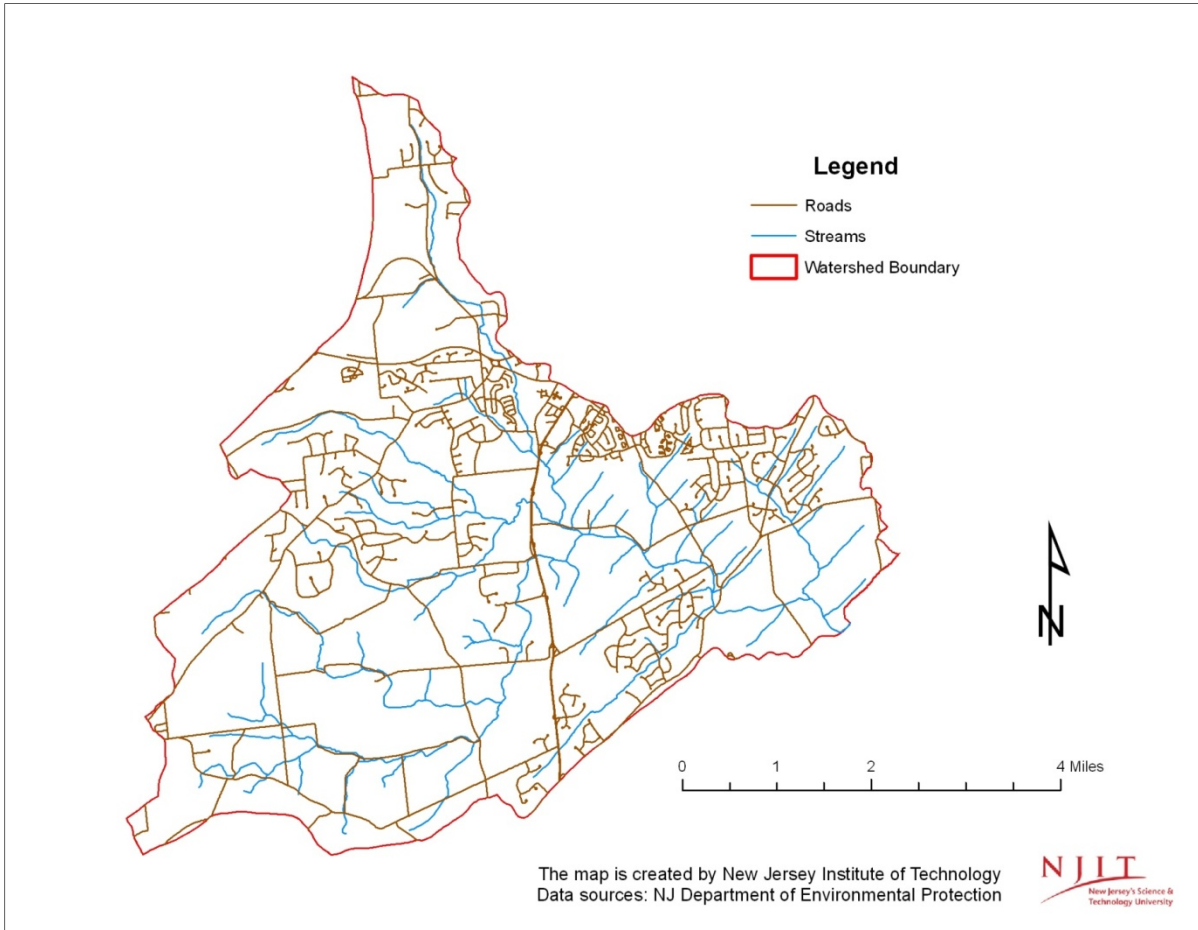 Legend
Roads
Streams
Watershed Boundary
N
0 1 2 4 Miles
The map is created by New Jersey Institute of Technology
Data sources: NJ Department of Environmental Protection
NJIT
New Jersey's Science &
Technology University